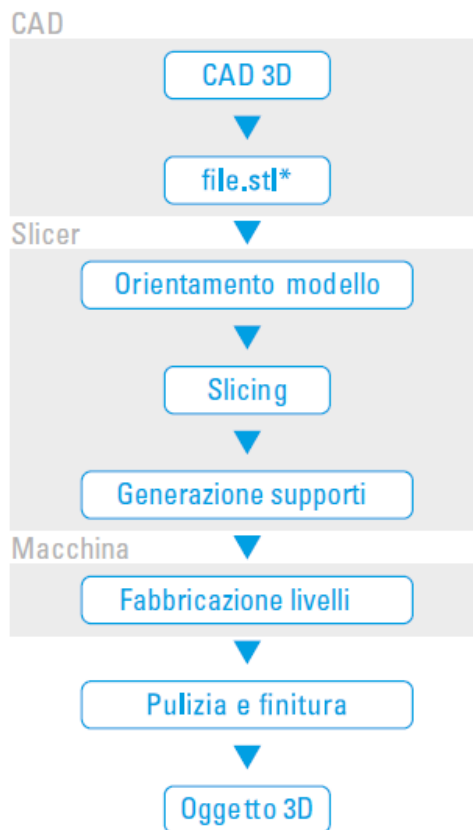 CAD
CAD 3D
file.stl*
Slicer
Orientamento modello
Slicing
Generazione supporti
Macchina
Fabbricazione livelli
Pulizia e finitura
Oggetto 3D